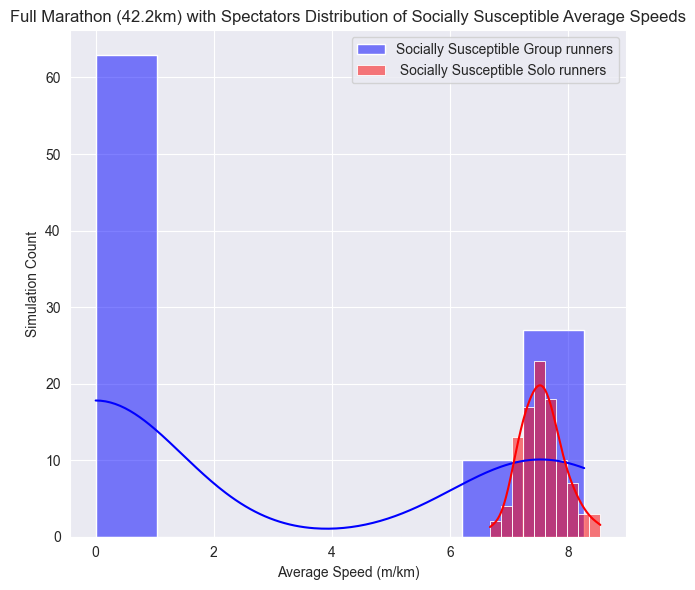 Full Marathon (42.2km) with Spectators Distribution of Socially Susceptible Average Speeds
Socially Susceptible Group runners
Socially Susceptible Solo runners
60
50
40
30
20
10
0
Simulation Count
0 2 4 6 8
Average Speed (m/km)